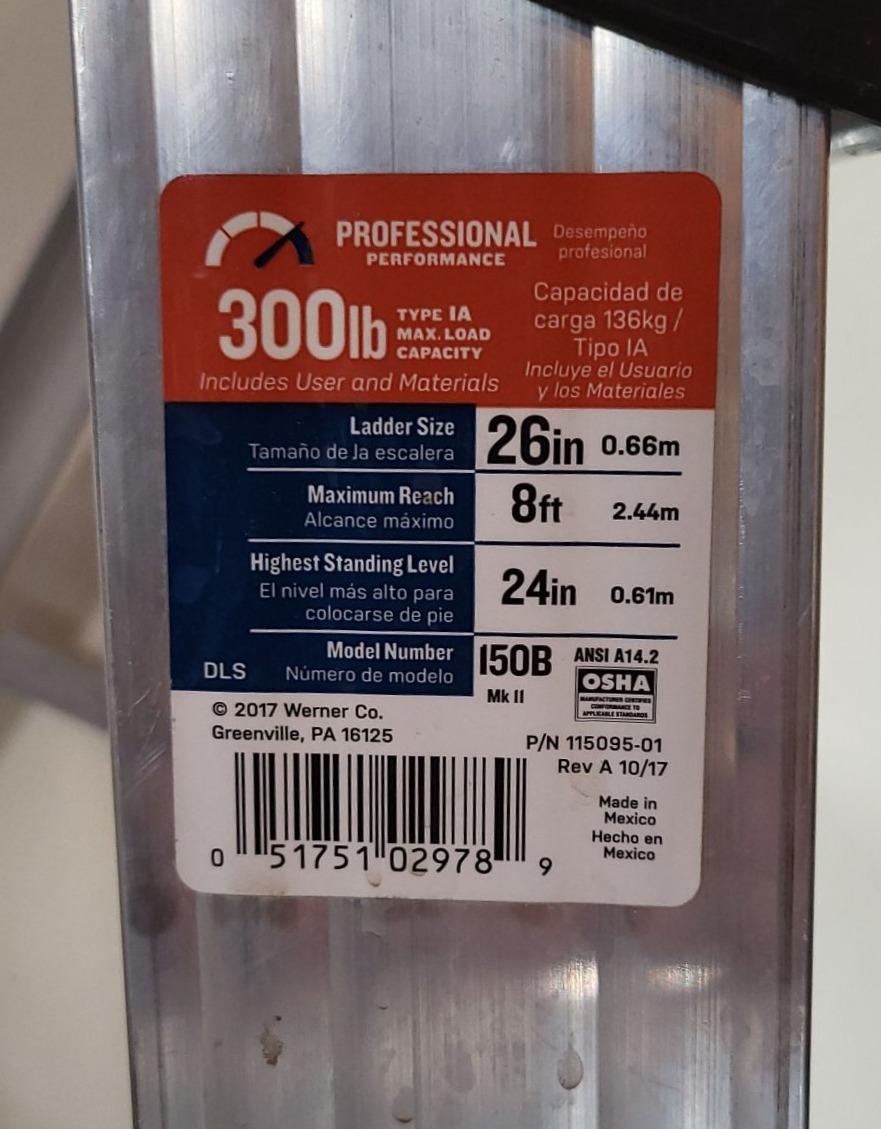 PROFESSIONAL
PERFORMANCE
Desempeño
profesional
300lb
TYPE IA
MAX. LOAD
CAPACITY
Capacidad de
carga 136kg /
Tipo IA
Includes User and Materials
Incluye el Usuario
y los Materiales
Ladder Size
Tamaño de la escalera
26in 0.66m
Maximum Reach
Alcance máximo
8ft 2.44m
Highest Standing Level
El nivel más alto para
colocarse de pie
24in 0.61m
DLS
Model Number
Número de modelo
150B
Mk II
ANSI A14.2
OSHA
MANUFACTURER CERTIFIES
CONFORMANCE TO
APPLICABLE STANDARDS
© 2017 Werner Co.
Greenville, PA 16125
P/N 115095-01
Rev A 10/17
Made in
Mexico
Hecho en
Mexico
0 51751 02978 9